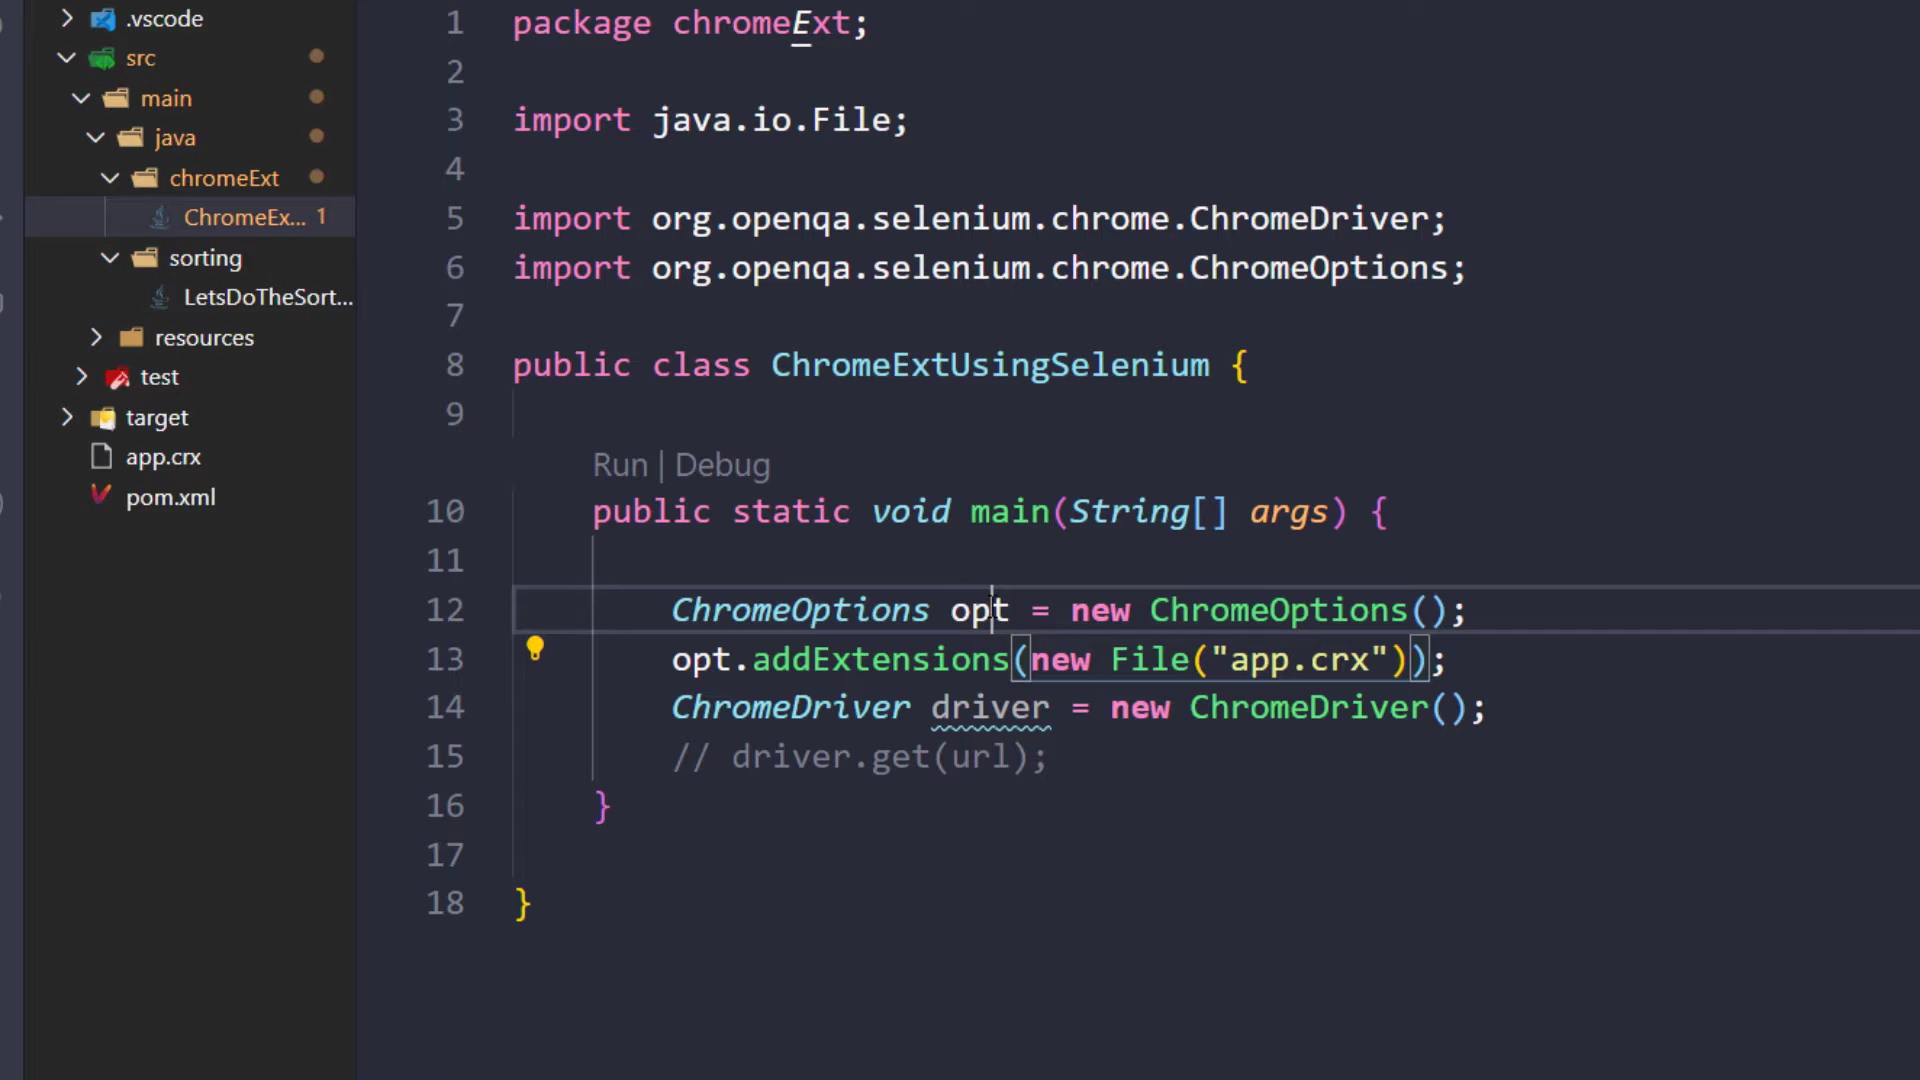 .vscode
src
main
java
chromeExt
ChromeEx... 1
sorting
LetsDoTheSort...
resources
test
target
app.crx
pom.xml
1 package chromeExt;
2
3 import java.io.File;
4
5 import org.openqa.selenium.chrome.ChromeDriver;
6 import org.openqa.selenium.chrome.ChromeOptions;
7
8 public class ChromeExtUsingSelenium {
9
Run | Debug
10 public static void main(String[] args) {
11
12 ChromeOptions opt = new ChromeOptions();
13 opt.addExtensions(new File("app.crx"));
14 ChromeDriver driver = new ChromeDriver();
15 // driver.get(url);
16 }
17
18 }